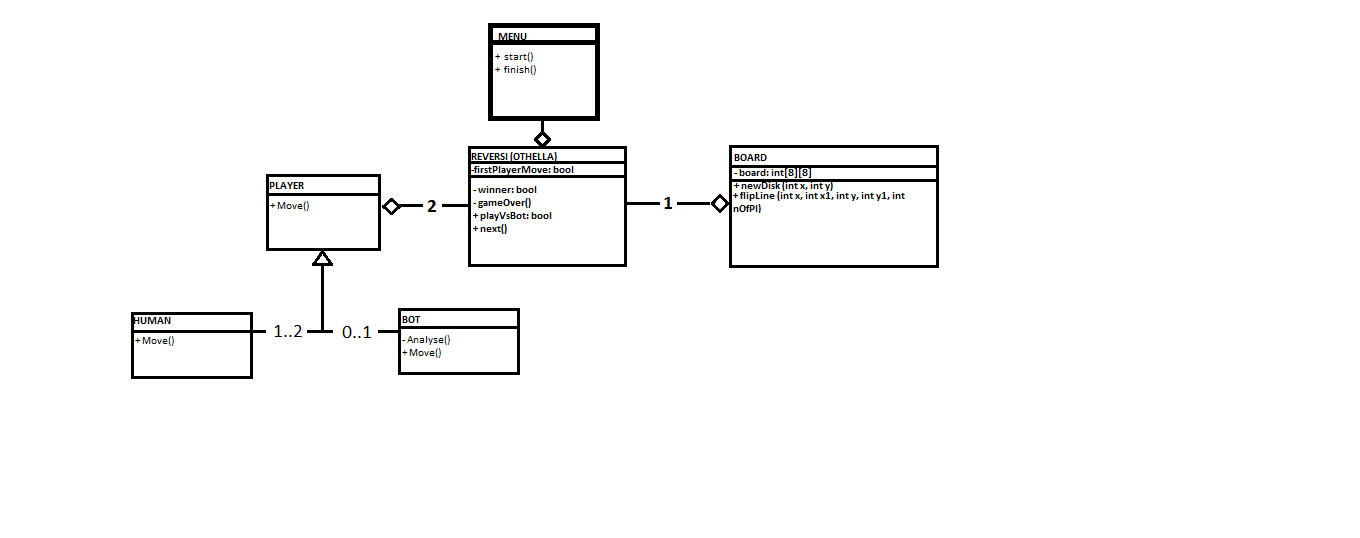 MENU
+ start()
+ finish()
REVERSI (OTHELLA)
-firstPlayerMove: bool
- winner: bool
- gameOver()
+ playVsBot: bool
+ next()
BOARD
- board: int[8][8]
+ newDisk (int x, int y)
+ flipLine (int x, int x1, int y, int y1, int
nOfPl)
PLAYER
+ Move()
2
1
HUMAN
+ Move()
1..2
0..1
BOT
- Analyse()
+ Move()